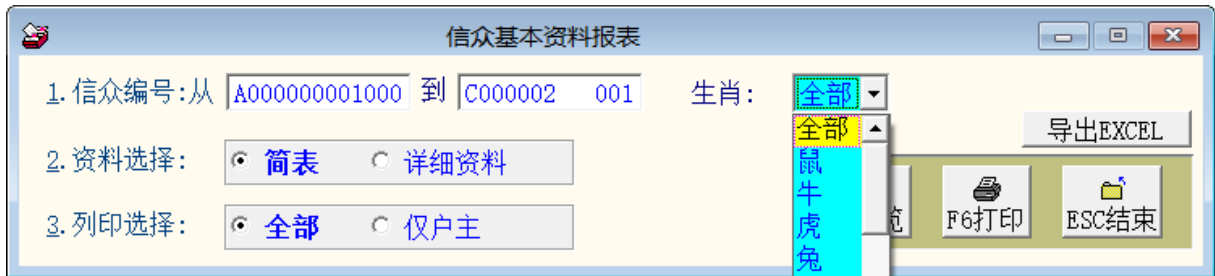 信众基本资料报表
1.信众编号:从 A000000001000 到 C000002 001 生肖: 全部
全部
鼠
牛
虎
兔
导出EXCEL
2.资料选择: 简表 详细资料
3.列印选择: 全部 仅户主
F6打印 ESC结束